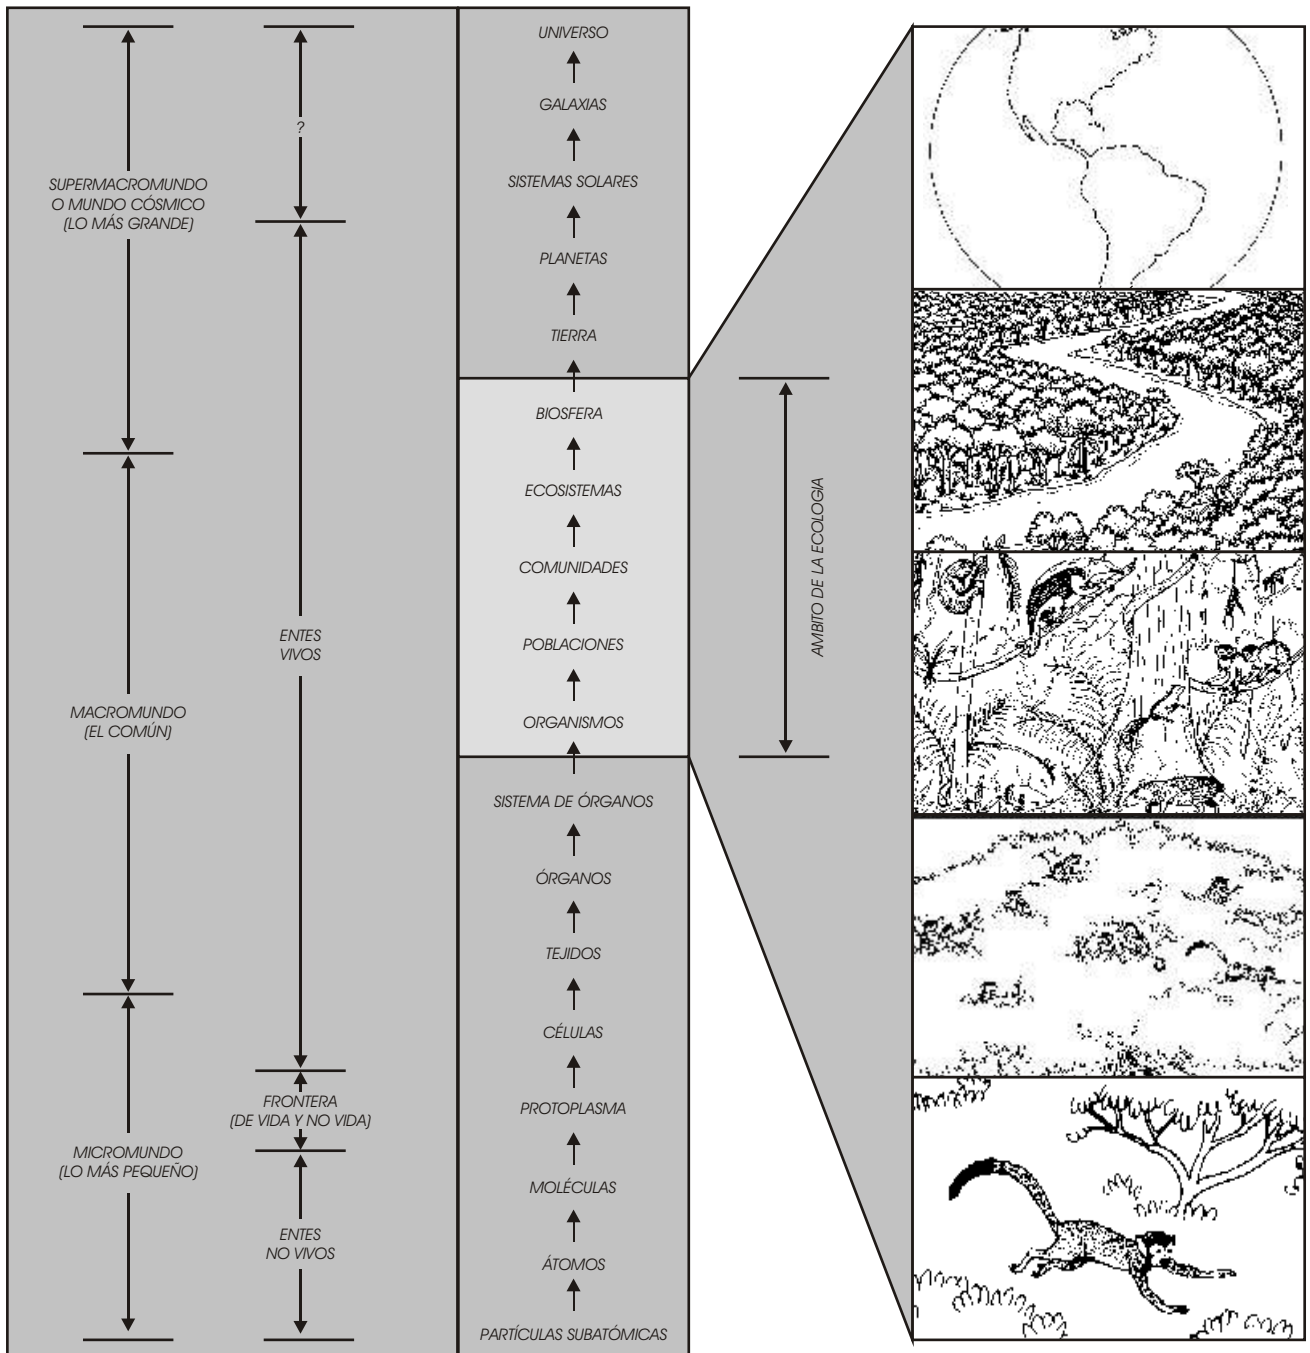 SUPERMACROMUNDO
O MUNDO CÓSMICO
(LO MÁS GRANDE)
MACROMUNDO
(EL COMÚN)
MICROMUNDO
(LO MÁS PEQUEÑO)
?
ENTES
VIVOS
FRONTERA
(DE VIDA Y NO VIDA)
ENTES
NO VIVOS
UNIVERSO
GALAXIAS
SISTEMAS SOLARES
PLANETAS
TIERRA
BIOSFERA
ECOSISTEMAS
COMUNIDADES
POBLACIONES
ORGANISMOS
SISTEMA DE ÓRGANOS
ÓRGANOS
TEJIDOS
CÉLULAS
PROTOPLASMA
MOLÉCULAS
ÁTOMOS
PARTÍCULAS SUBATÓMICAS
AMBITO DE LA ECOLOGIA